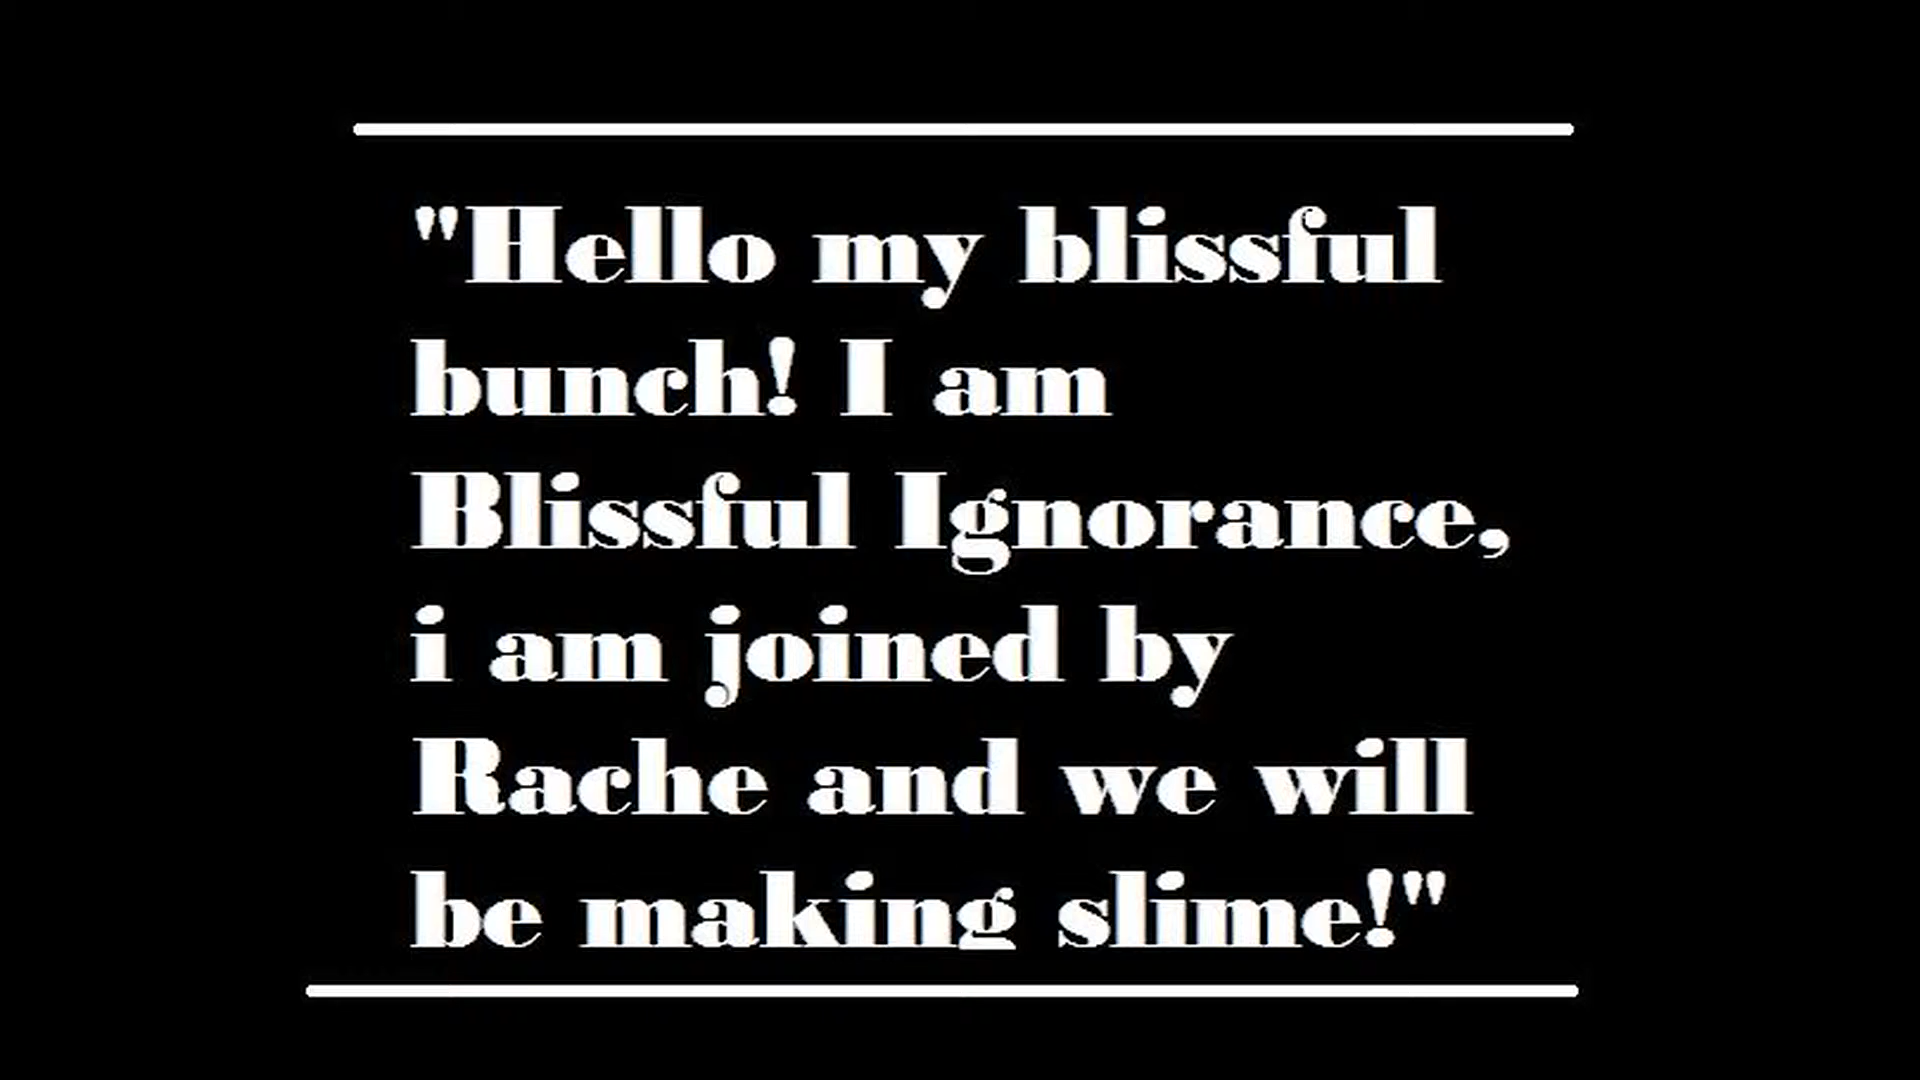 "Hello my blissful
bunch! I am
Blissful Ignorance,
i am joined by
Rache and we will
be making slime!"